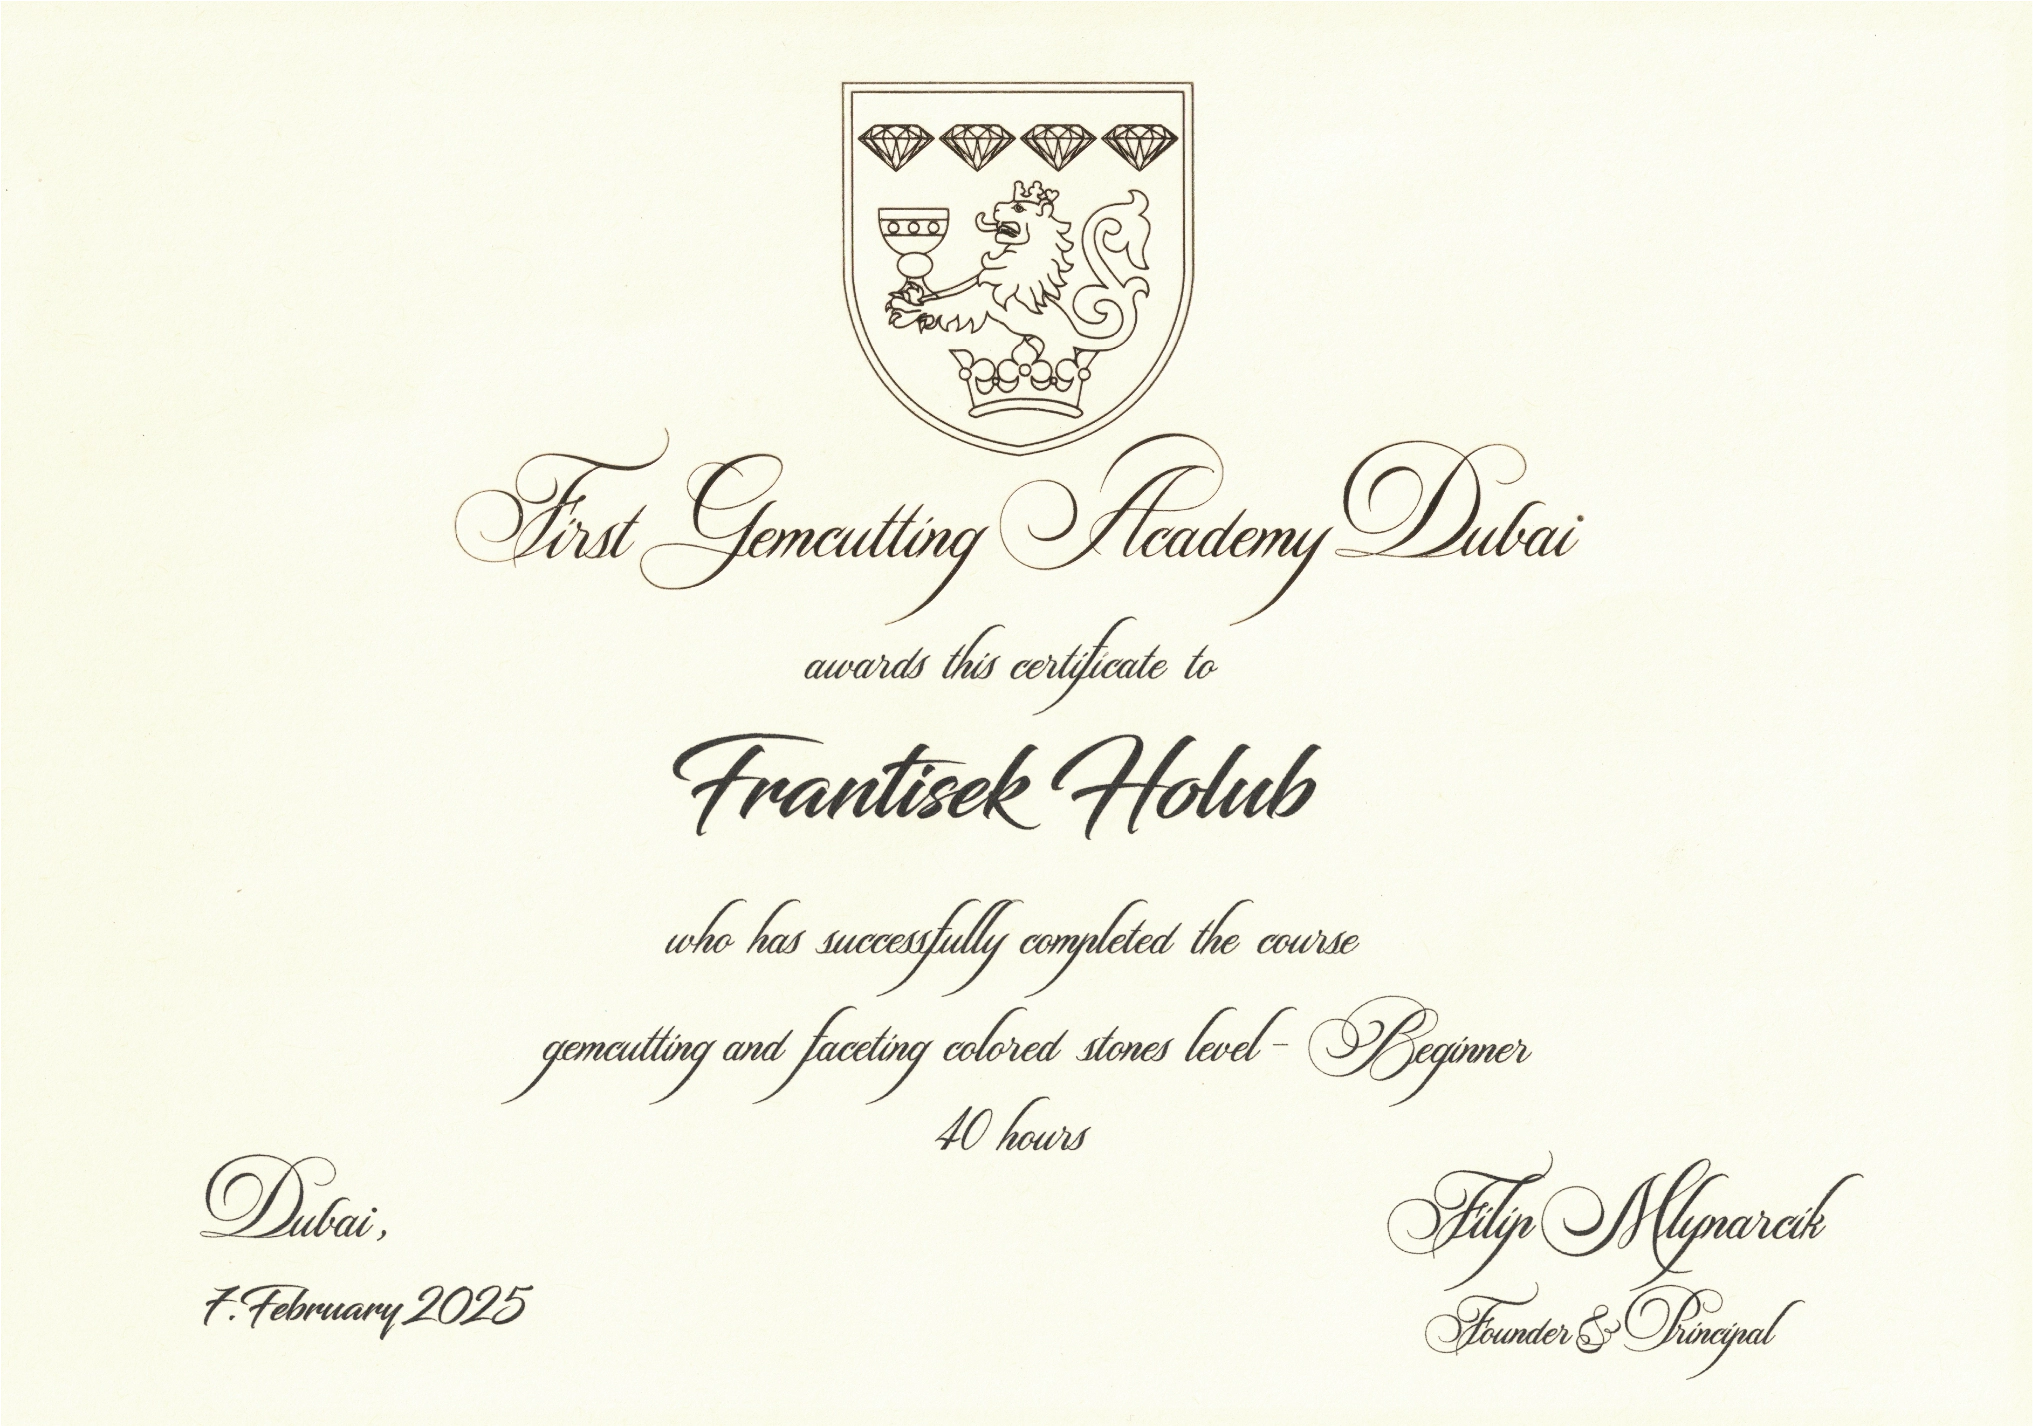 First Gemcutting Academy Dubai
awards this certificate to
Frantisek Holub
who has successfully completed the course
gemcutting and faceting colored stones level - Beginner
40 hours
Dubai,
7. February 2025
Filip Mlynarcik
Founder & Principal